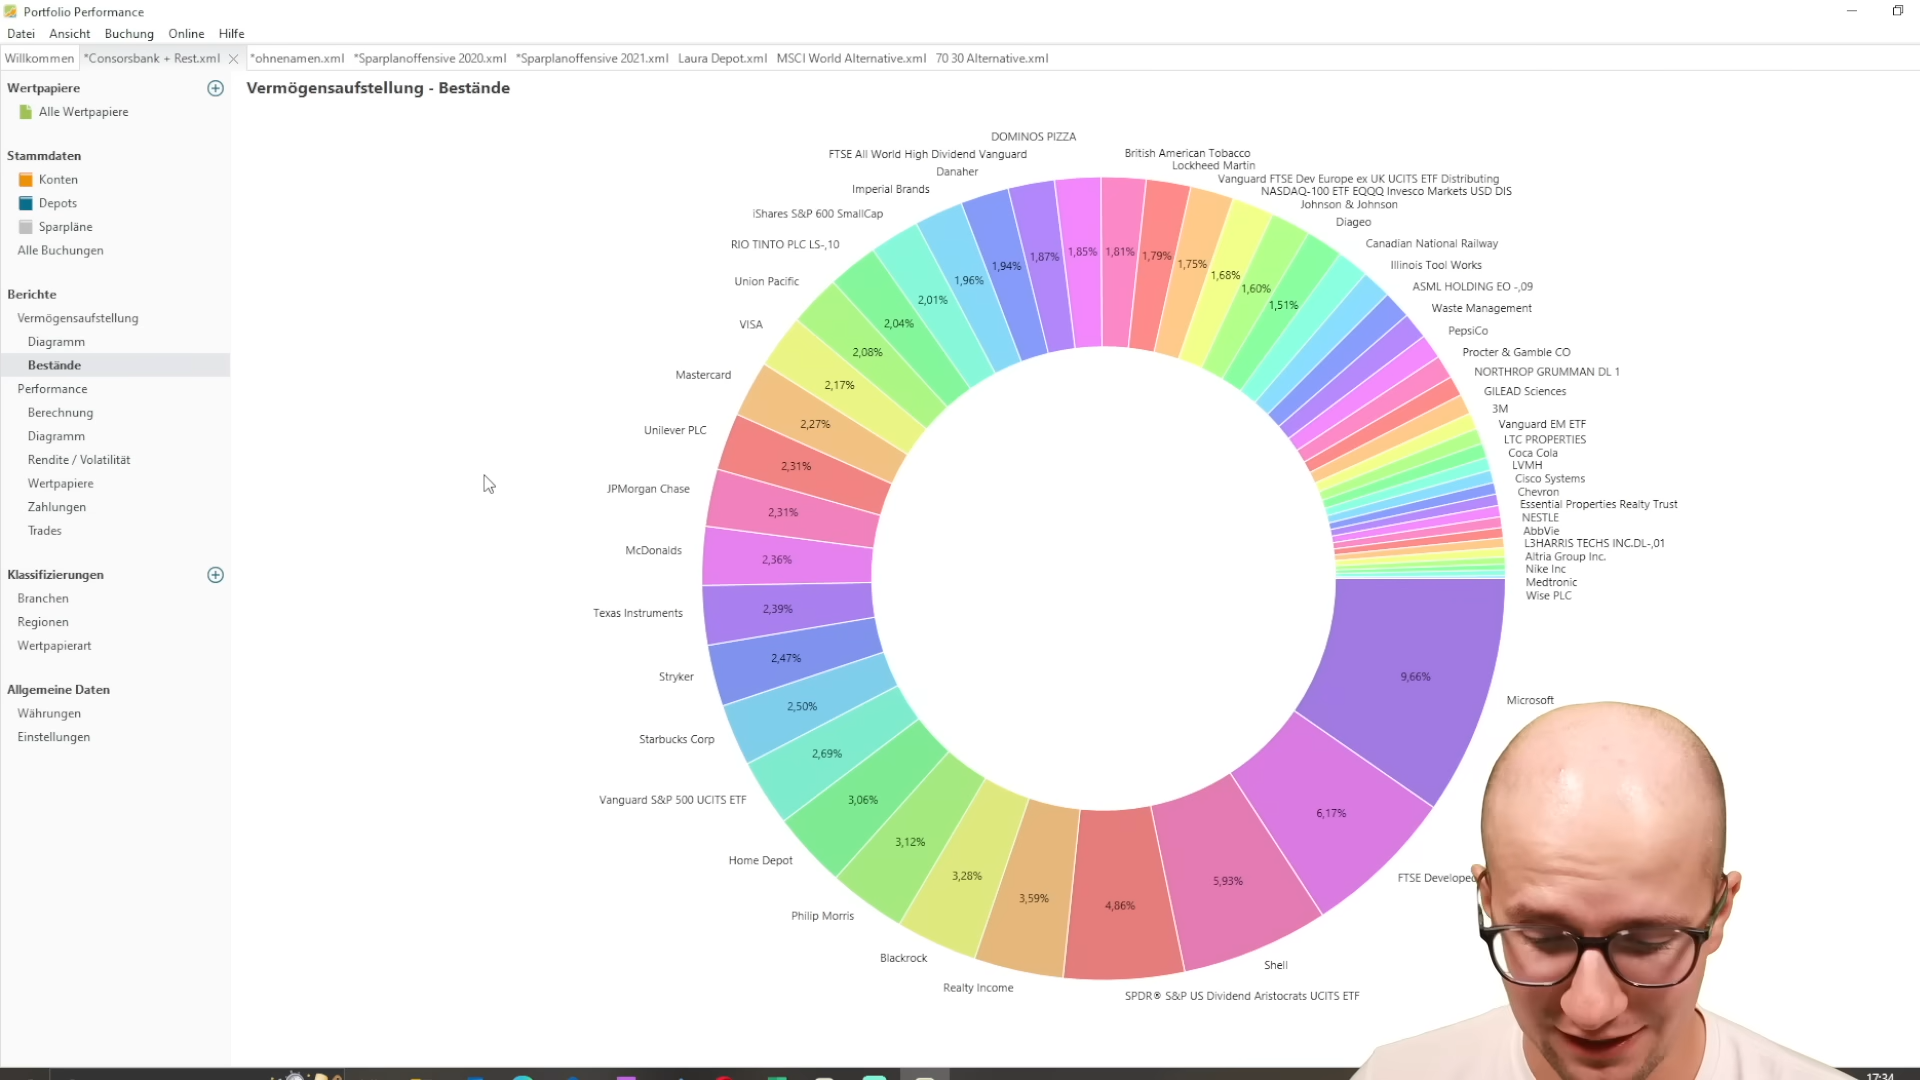 Portfolio Performance
Datei Ansicht Buchung Online Hilfe
Willkommen *Consorsbank + Rest.xml *ohnenamen.xml *Sparplanoffensive 2020.xml *Sparplanoffensive 2021.xml Laura Depot.xml MSCI World Alternative.xml 70 30 Alternative.xml
Wertpapiere
Alle Wertpapiere
Stammdaten
Konten
Depots
Sparpläne
Alle Buchungen
Berichte
Vermögensaufstellung
Diagramm
Bestände
Performance
Berechnung
Diagramm
Rendite / Volatilität
Wertpapiere
Zahlungen
Trades
Klassifizierungen
Branchen
Regionen
Wertpapierart
Allgemeine Daten
Währungen
Einstellungen
Vermögensaufstellung - Bestände
DOMINOS PIZZA
FTSE All World High Dividend Vanguard
Danaher
Imperial Brands
iShares S&P 600 SmallCap
RIO TINTO PLC LS-,10
Union Pacific
VISA
Mastercard
Unilever PLC
JPMorgan Chase
McDonalds
Texas Instruments
Stryker
Starbucks Corp
Vanguard S&P 500 UCITS ETF
Home Depot
Philip Morris
Blackrock
Realty Income
SPDR® S&P US Dividend Aristocrats UCITS ETF
Shell
FTSE Develope
Microsoft
British American Tobacco
Lockheed Martin
Vanguard FTSE Dev Europe ex UK UCITS ETF Distributing
NASDAQ-100 ETF EQQQ Invesco Markets USD DIS
Johnson & Johnson
Diageo
Canadian National Railway
Illinois Tool Works
ASML HOLDING EO -,09
Waste Management
PepsiCo
Procter & Gamble CO
NORTHROP GRUMMAN DL 1
GILEAD Sciences
3M
Vanguard EM ETF
LTC PROPERTIES
Coca Cola
LVMH
Cisco Systems
Chevron
Essential Properties Realty Trust
NESTLE
AbbVie
L3HARRIS TECHS INC.DL-,01
Altria Group Inc.
Nike Inc
Medtronic
Wise PLC
1,51%
1,60%
1,68%
1,75%
1,79%
1,81%
1,85%
1,87%
1,94%
1,96%
2,01%
2,04%
2,08%
2,17%
2,27%
2,31%
2,31%
2,36%
2,39%
2,47%
2,50%
2,69%
3,06%
3,12%
3,28%
3,59%
4,86%
5,93%
6,17%
9,66%
17:34